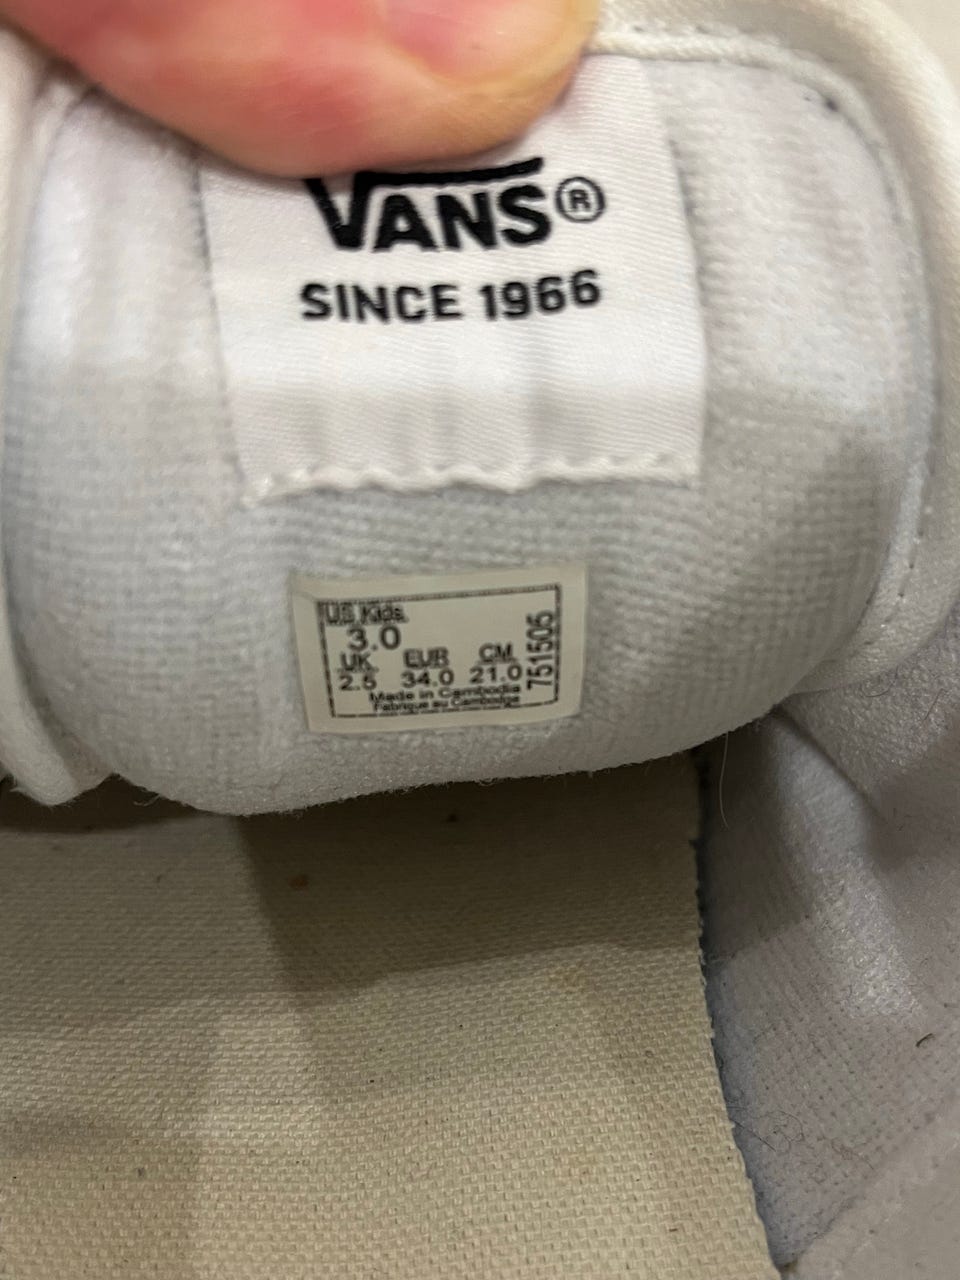 VANS®
SINCE 1966
US Kids
3.0
UK EUR CM
2.5 34.0 21.0
Made in Cambodia
Fabrique au Cambodge
751505